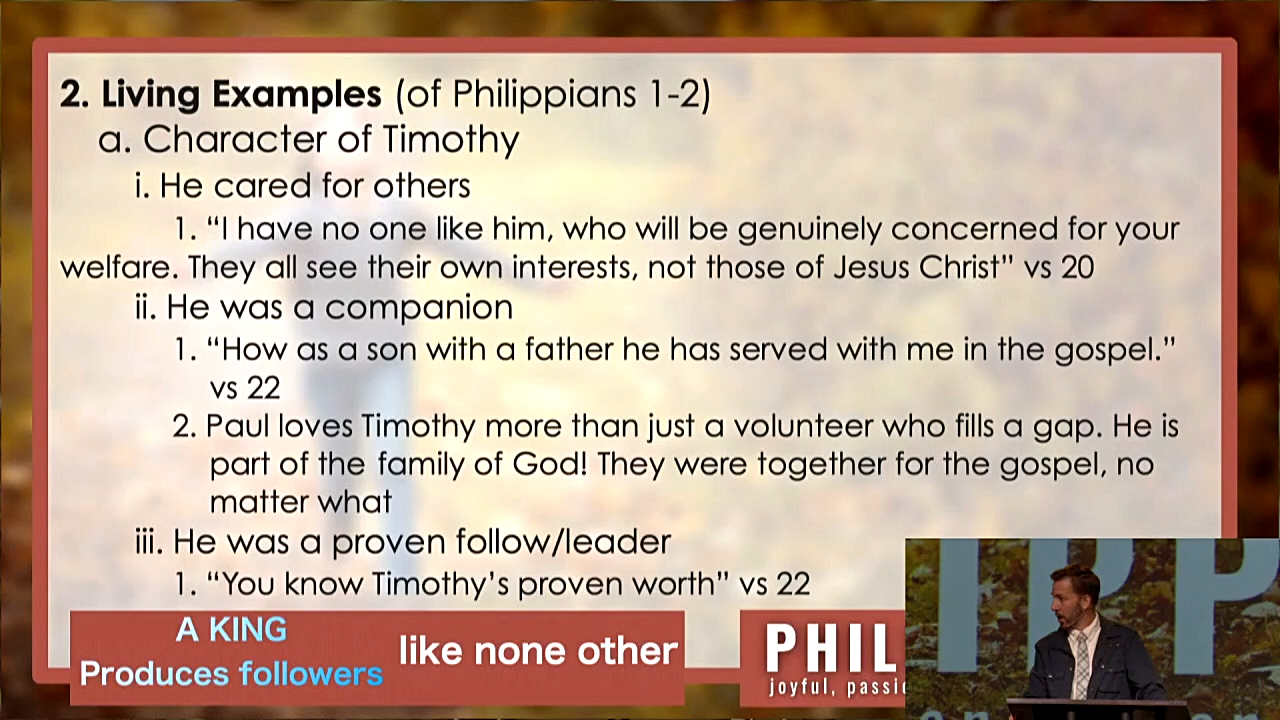 2. Living Examples (of Philippians 1-2)
a. Character of Timothy
i. He cared for others
1. “I have no one like him, who will be genuinely concerned for your
welfare. They all see their own interests, not those of Jesus Christ” vs 20
ii. He was a companion
1. “How as a son with a father he has served with me in the gospel.”
vs 22
2. Paul loves Timothy more than just a volunteer who fills a gap. He is
part of the family of God! They were together for the gospel, no
matter what
iii. He was a proven follow/leader
1. “You know Timothy’s proven worth” vs 22
A KING
Produces followers
like none other
PHIL
joyful, passi